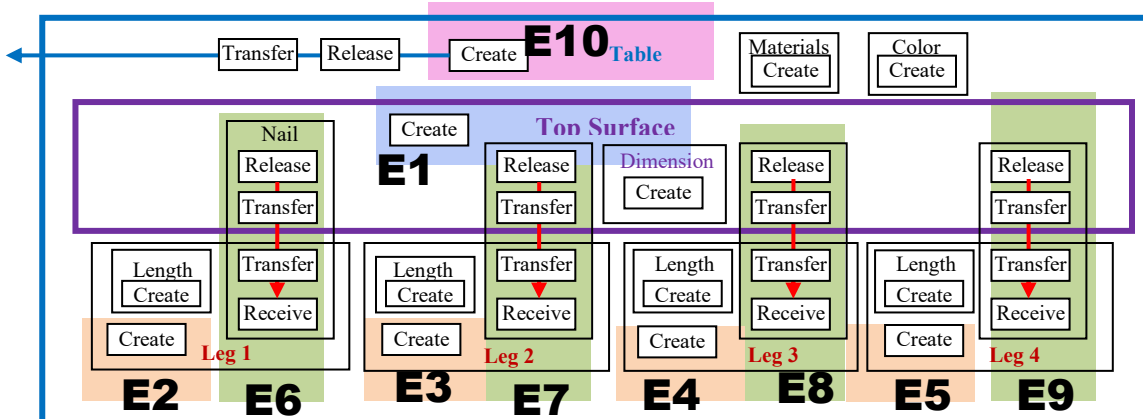 E10
Table
Transfer
Release
Create
Materials
Create
Color
Create
Top Surface
Create
E1
Nail
Release
Transfer
Transfer
Receive
Release
Transfer
Transfer
Receive
Dimension
Create
Release
Transfer
Transfer
Receive
Release
Transfer
Transfer
Receive
Length
Create
Create
Leg 1
Length
Create
Create
Leg 2
Length
Create
Create
Leg 3
Length
Create
Create
Leg 4
E2
E6
E3
E7
E4
E8
E5
E9